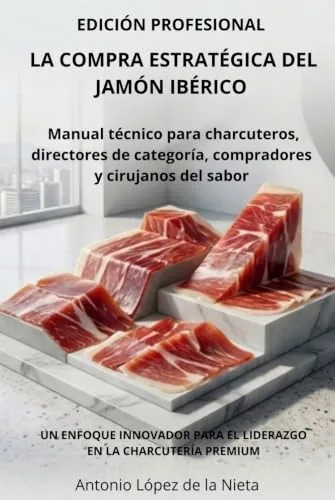 EDICIÓN PROFESIONAL
LA COMPRA ESTRATÉGICA DEL
JAMÓN IBÉRICO
Manual técnico para charcuteros,
directores de categoría, compradores
y cirujanos del sabor
UN ENFOQUE INNOVADOR PARA EL LIDERAZGO
EN LA CHARCUTERÍA PREMIUM
Antonio López de la Nieta